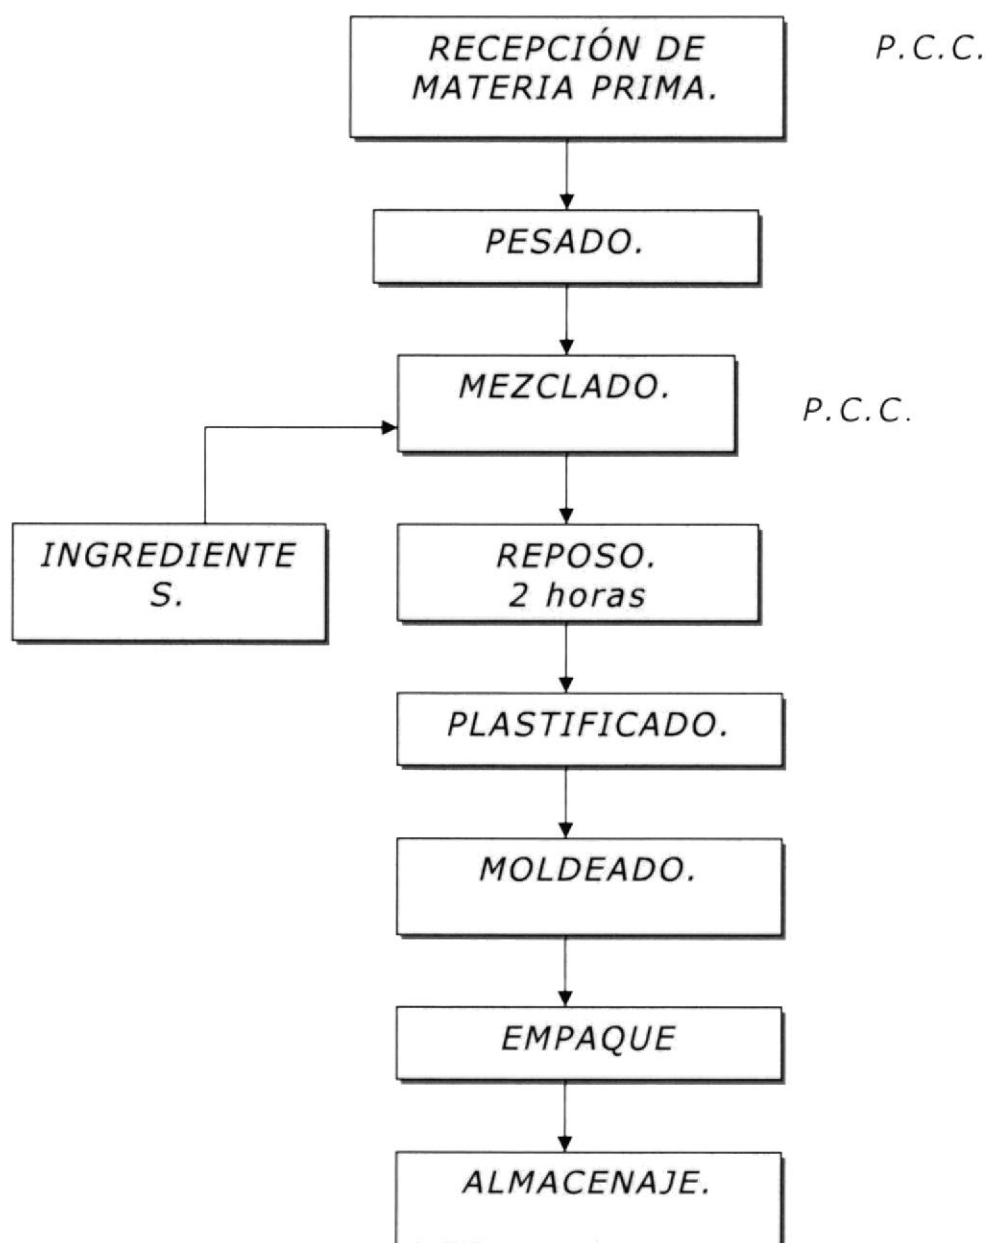 RECEPCIÓN DE
MATERIA PRIMA.
P.C.C.
PESADO.
MEZCLADO.
P.C.C.
INGREDIENTE
S.
REPOSO.
2 horas
PLASTIFICADO.
MOLDEADO.
EMPAQUE
ALMACENAJE.